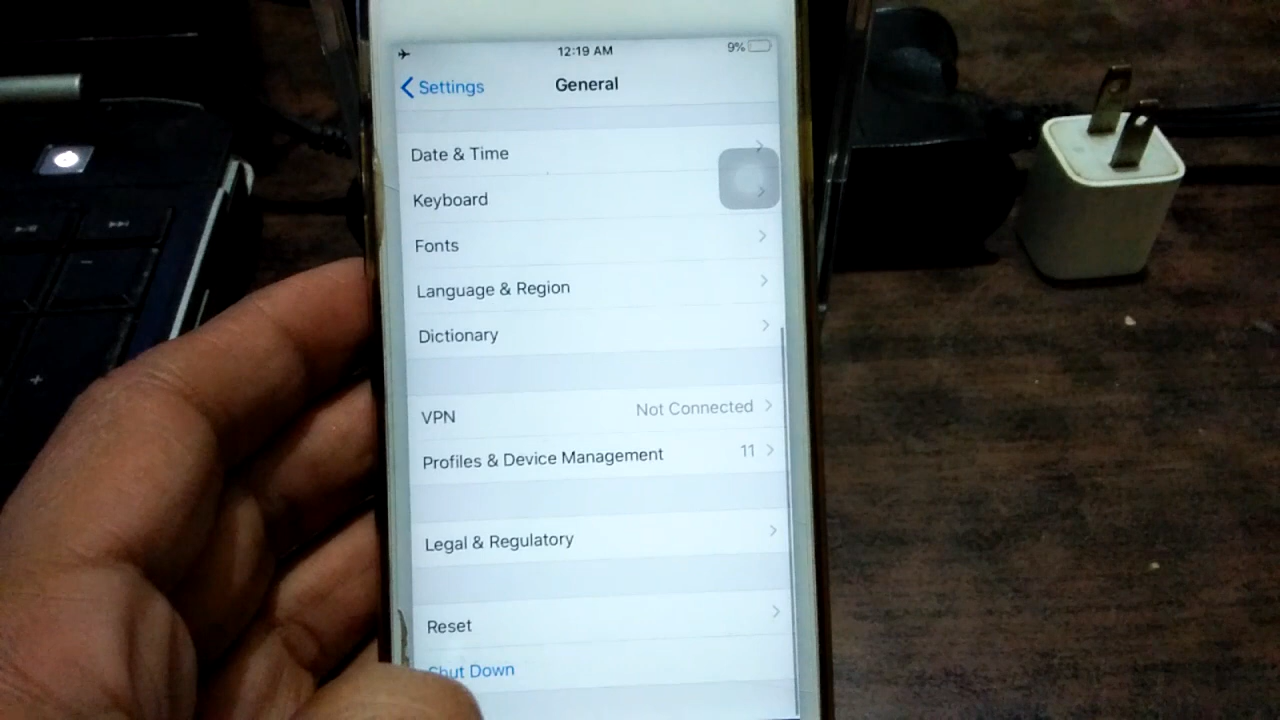 12:19 AM 9%
Settings General
Date & Time
Keyboard
Fonts
Language & Region
Dictionary
VPN Not Connected
Profiles & Device Management 11
Legal & Regulatory
Reset
Shut Down